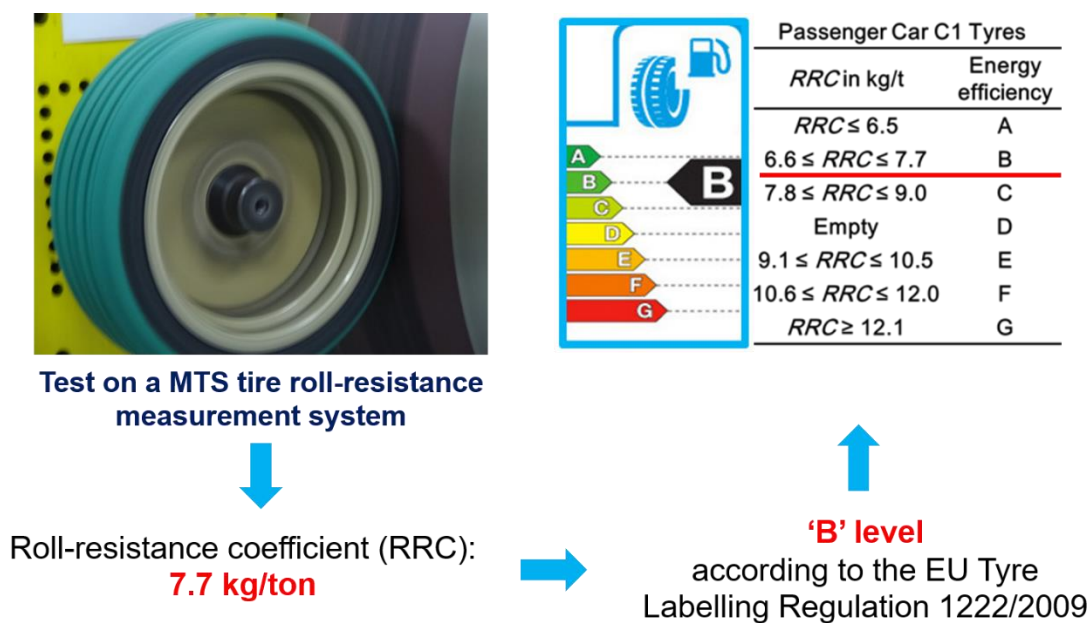 Test on a MTS tire roll-resistance
measurement system
Roll-resistance coefficient (RRC):
7.7 kg/ton
‘B’ level
according to the EU Tyre
Labelling Regulation 1222/2009
A
B
C
D
E
F
G
B
Passenger Car C1 Tyres
RRC in kg/t Energy
efficiency
RRC ≤ 6.5 A
6.6 ≤ RRC ≤ 7.7 B
7.8 ≤ RRC ≤ 9.0 C
Empty D
9.1 ≤ RRC ≤ 10.5 E
10.6 ≤ RRC ≤ 12.0 F
RRC ≥ 12.1 G